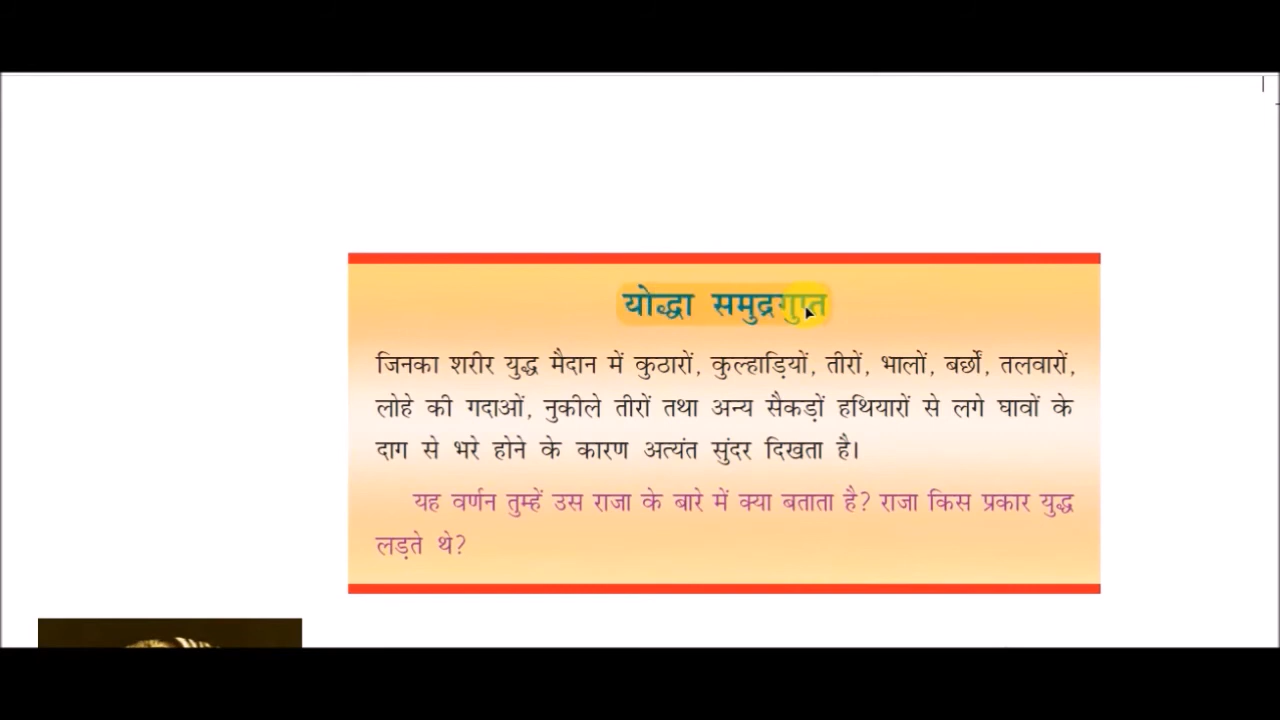 योद्धा समुद्रगुप्त
जिनका शरीर युद्ध मैदान में कुठारों, कुल्हाड़ियों, तीरों, भालों, बर्छों, तलवारों,
लोहे की गदाओं, नुकीले तीरों तथा अन्य सैकड़ों हथियारों से लगे घावों के
दाग से भरे होने के कारण अत्यंत सुंदर दिखता है।
यह वर्णन तुम्हें उस राजा के बारे में क्या बताता है? राजा किस प्रकार युद्ध
लड़ते थे?